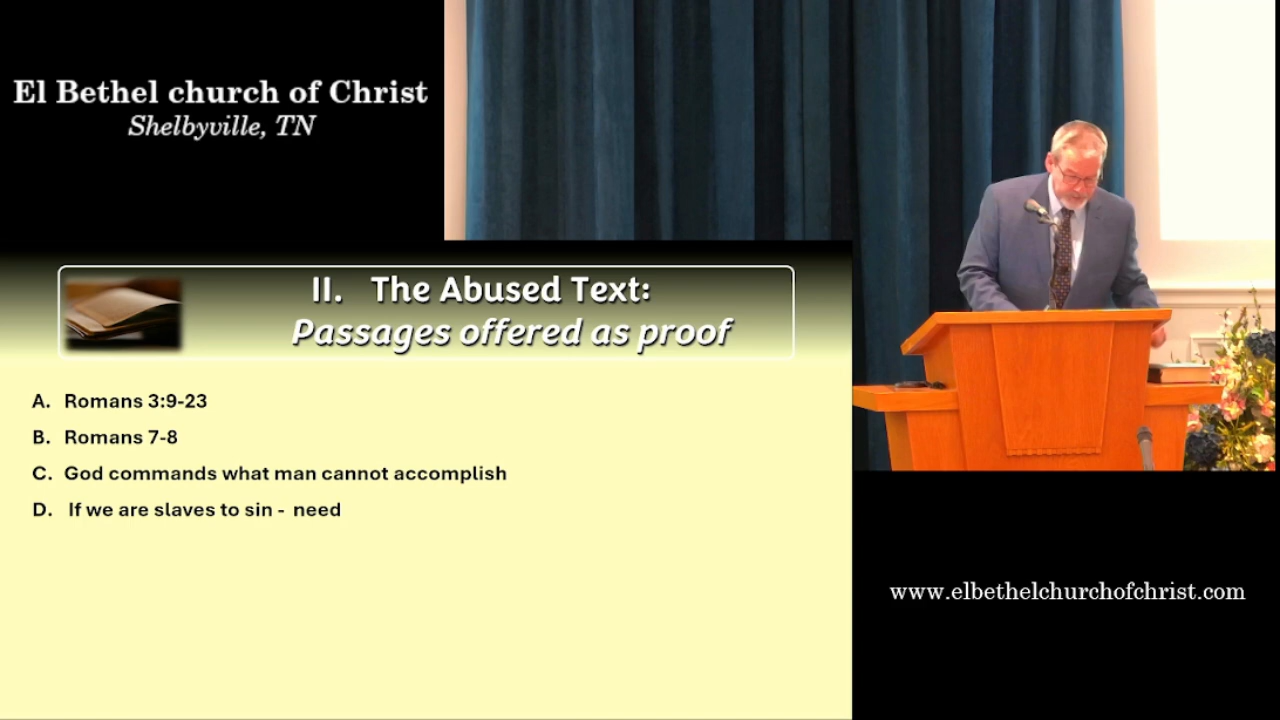 El Bethel church of Christ
Shelbyville, TN
II. The Abused Text:
Passages offered as proof
A. Romans 3:9-23
B. Romans 7-8
C. God commands what man cannot accomplish
D. If we are slaves to sin - need
www.elbethelchurchofchrist.com